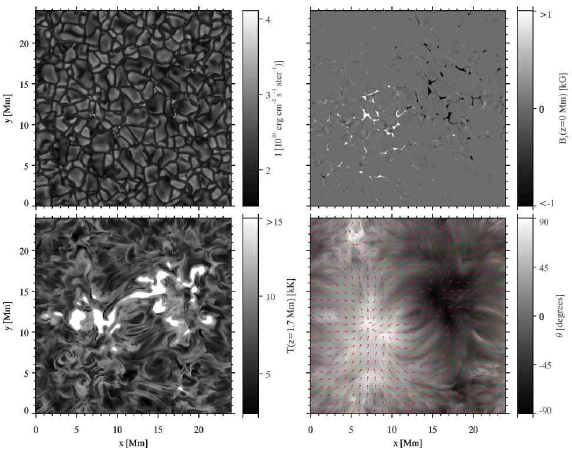 20
15
10
5
0
y [Mm]
4
3
2
I [10¹⁰ erg cm⁻² s⁻¹ ster⁻¹]
>1
0
<-1
B_z(z=0 Mm) [kG]
20
15
10
5
0
y [Mm]
0 5 10 15 20
x [Mm]
>15
10
5
T(z=1.7 Mm) [kK]
0 5 10 15 20
x [Mm]
90
45
0
-45
-90
θ [degrees]